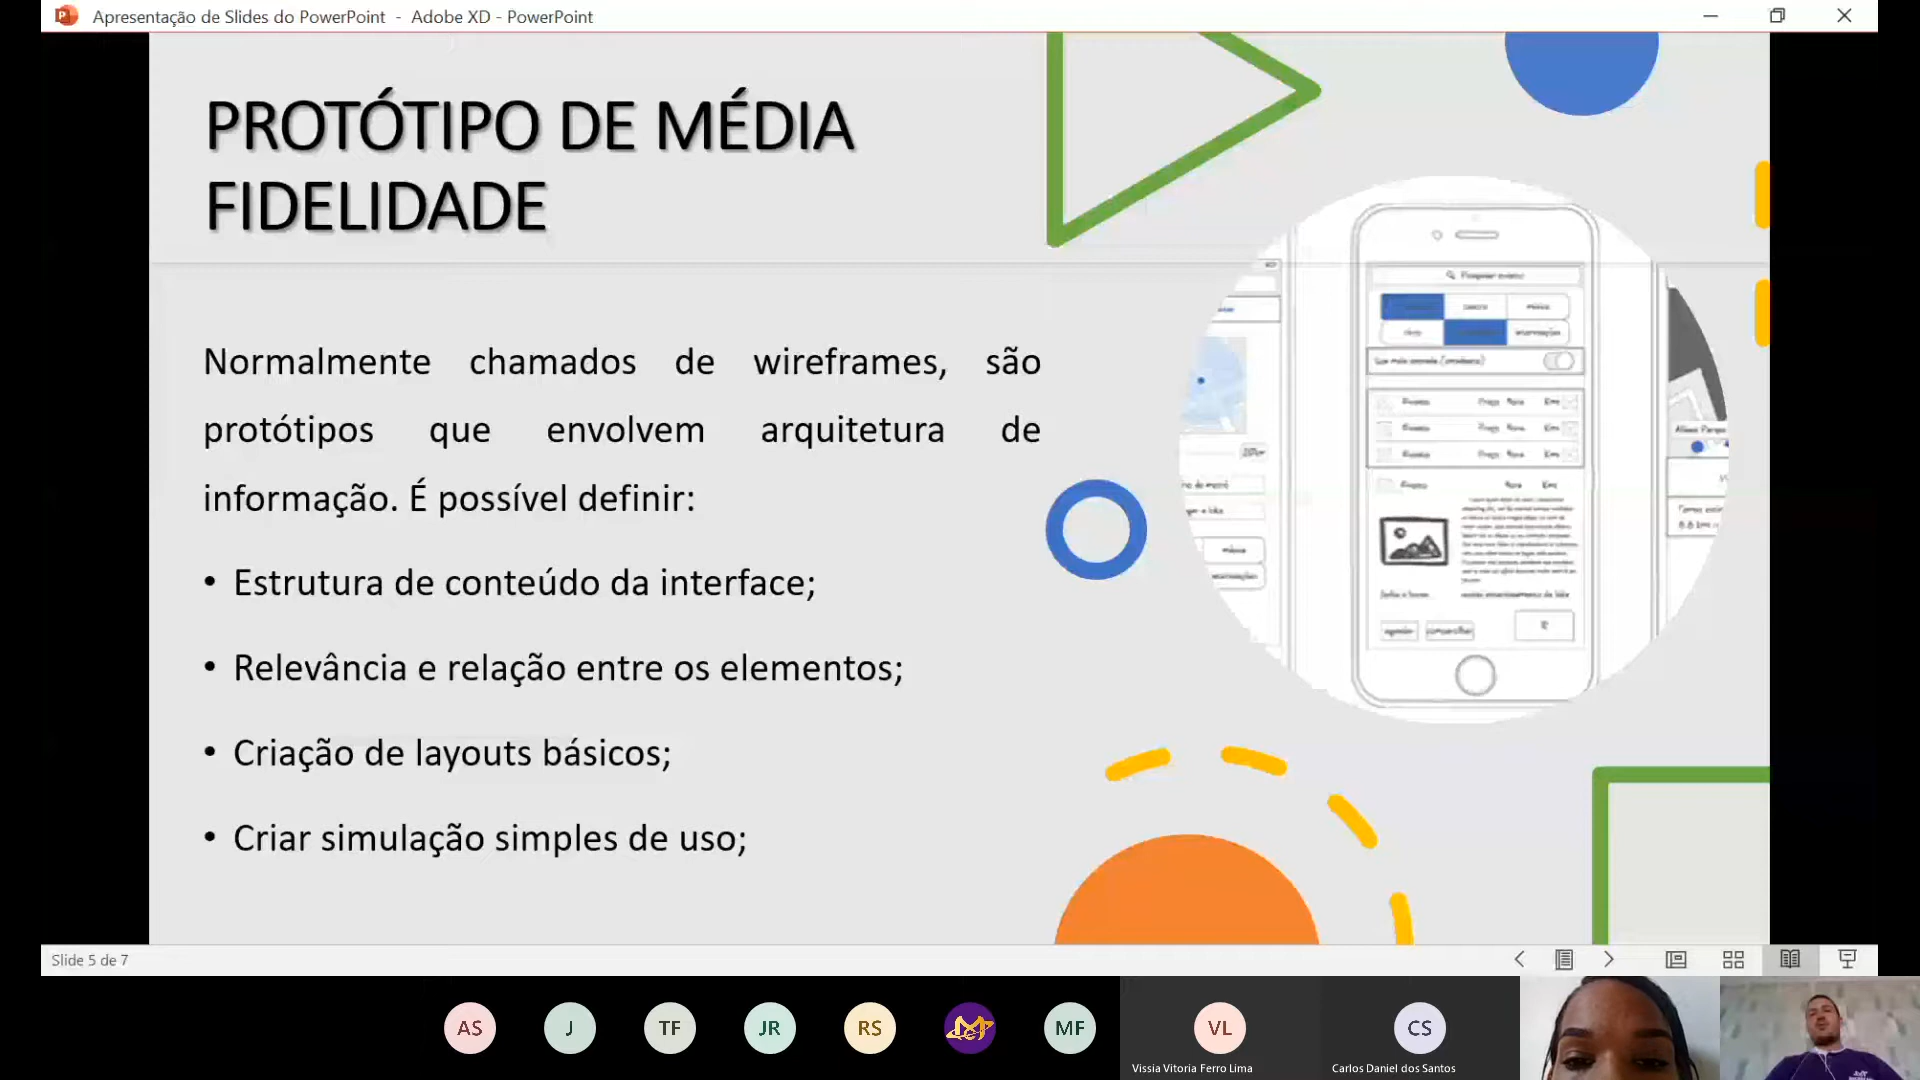 Apresentação de Slides do PowerPoint - Adobe XD - PowerPoint
PROTÓTIPO DE MÉDIA
FIDELIDADE
Normalmente chamados de wireframes, são
protótipos que envolvem arquitetura de
informação. É possível definir:
• Estrutura de conteúdo da interface;
• Relevância e relação entre os elementos;
• Criação de layouts básicos;
• Criar simulação simples de uso;
Slide 5 de 7
AS
J
TF
JR
RS
MF
VL
CS
Vissia Vitoria Ferro Lima
Carlos Daniel dos Santos